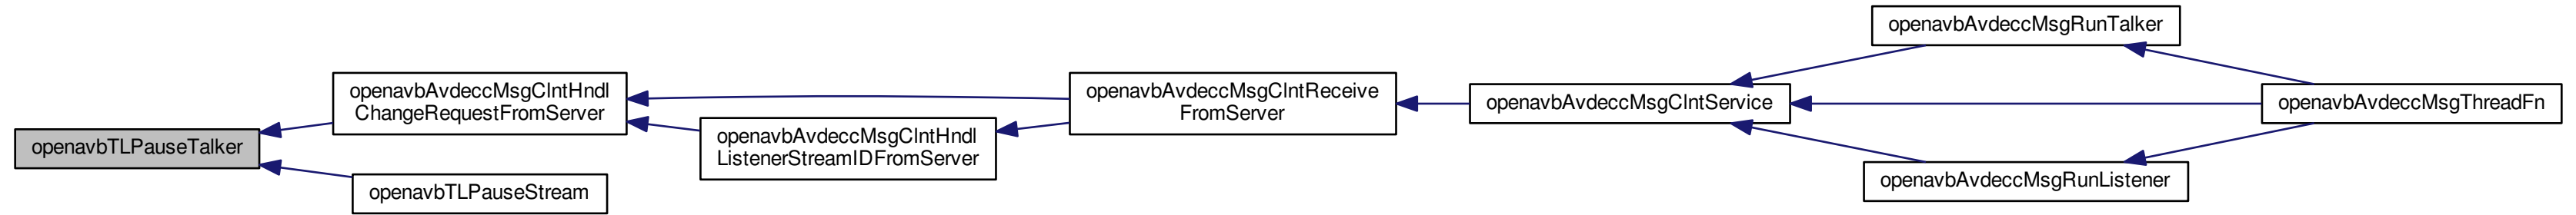 openavbTLPauseTalker
openavbAvdeccMsgClntHndl
ChangeRequestFromServer
openavbTLPauseStream
openavbAvdeccMsgClntHndl
ListenerStreamIDFromServer
openavbAvdeccMsgClntReceive
FromServer
openavbAvdeccMsgClntService
openavbAvdeccMsgRunTalker
openavbAvdeccMsgRunListener
openavbAvdeccMsgThreadFn